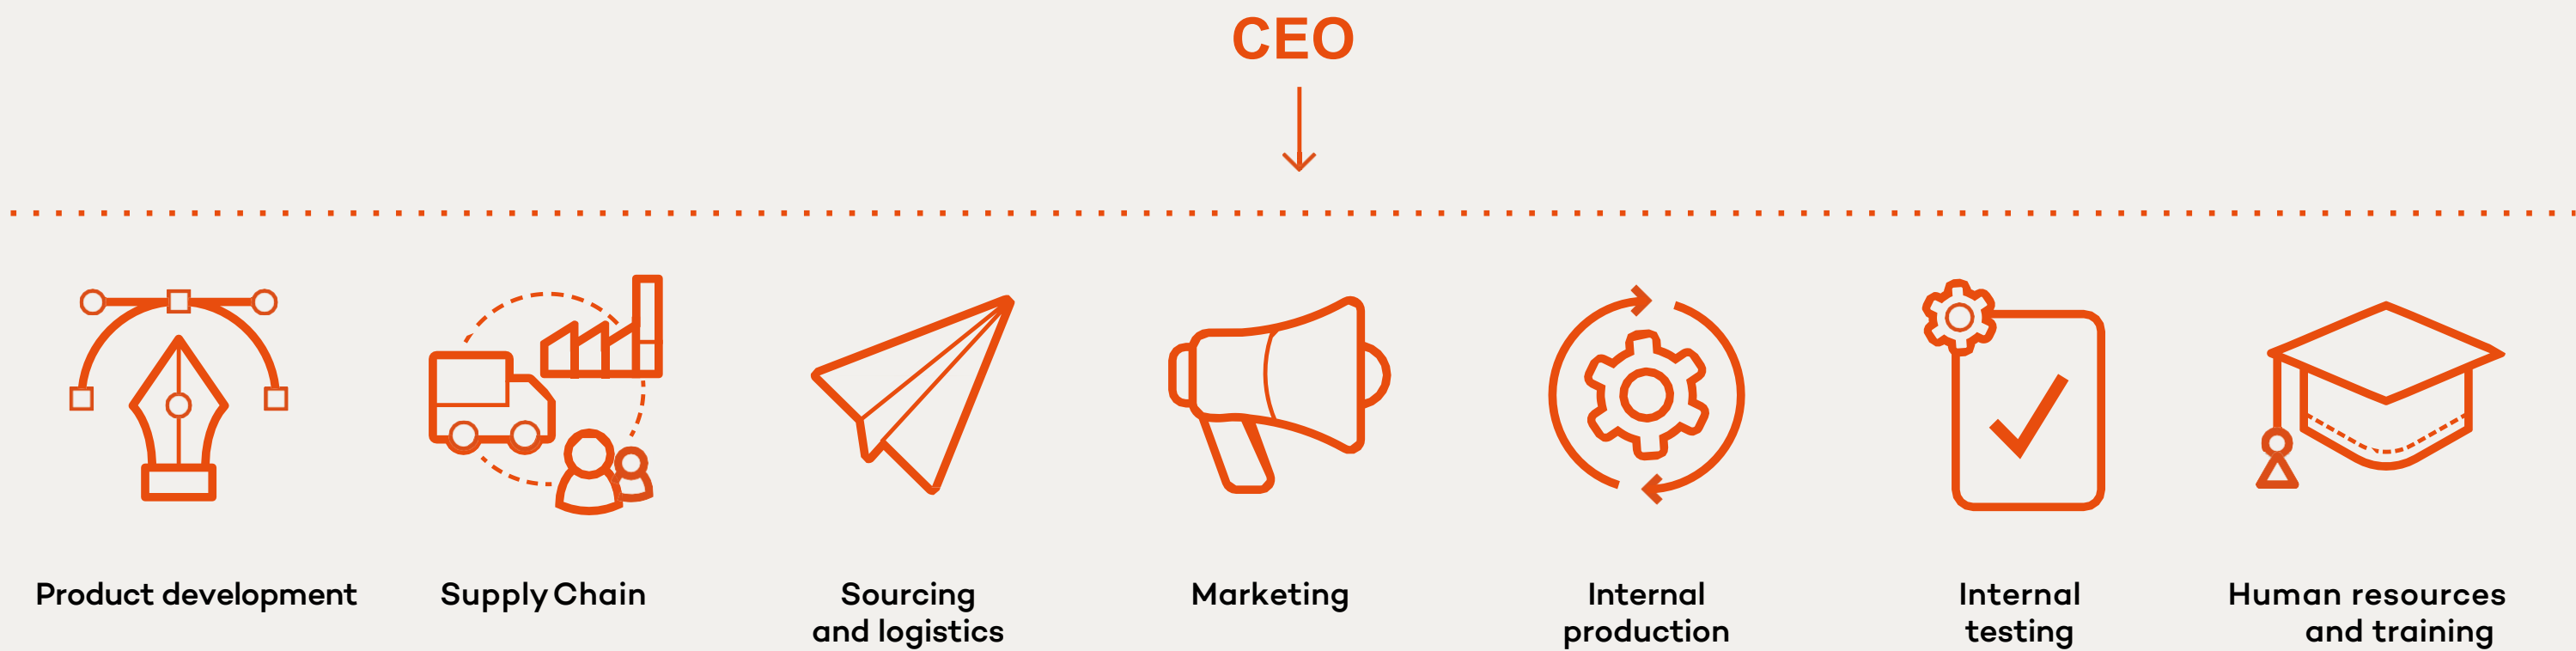 CEO
Product development
Supply Chain
Sourcing
and logistics
Marketing
Internal
production
Internal
testing
Human resources
and training